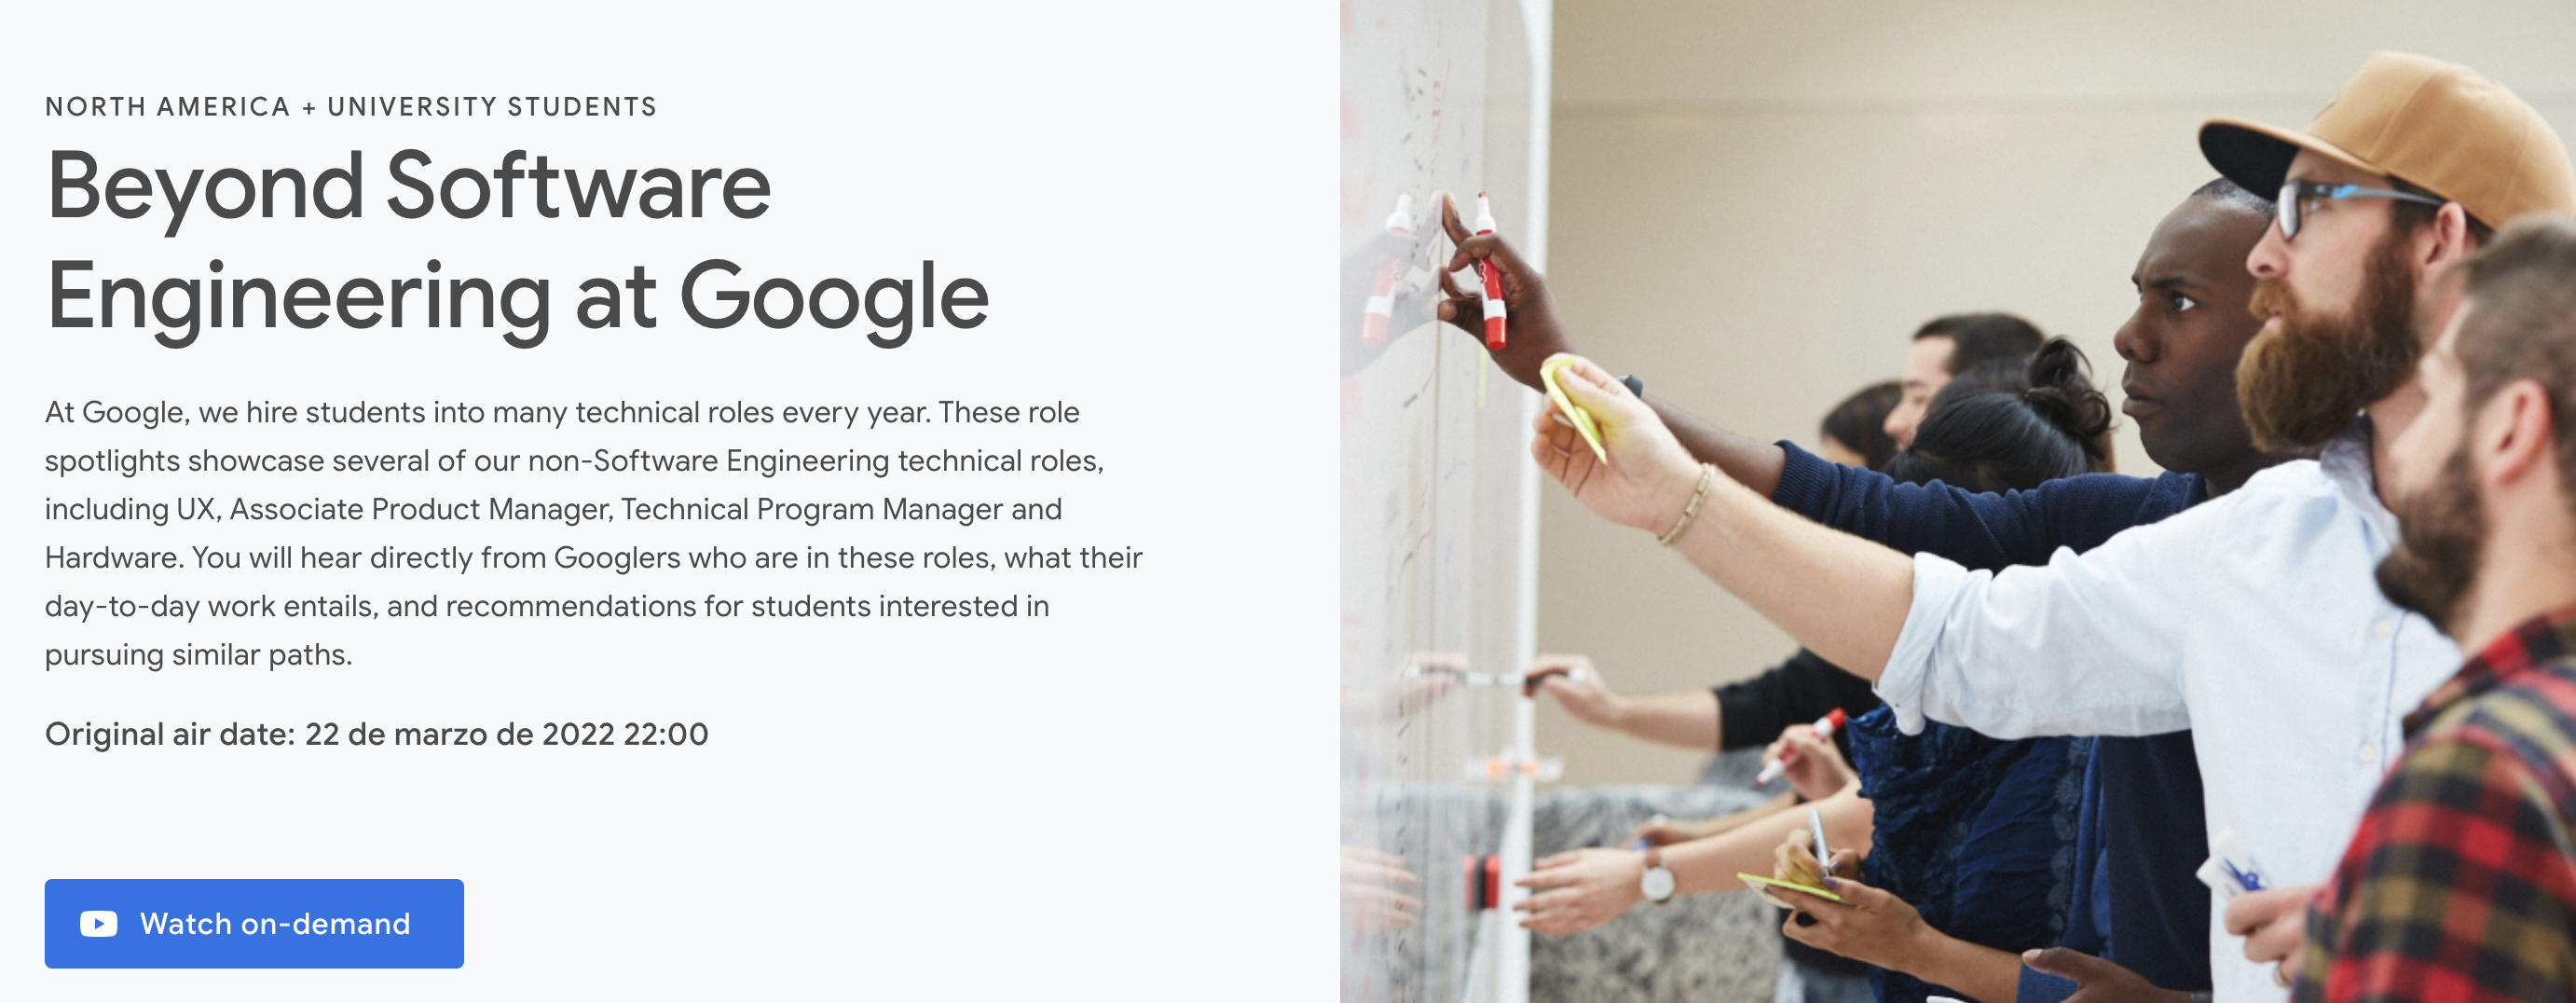 NORTH AMERICA + UNIVERSITY STUDENTS
Beyond Software
Engineering at Google
At Google, we hire students into many technical roles every year. These role
spotlights showcase several of our non-Software Engineering technical roles,
including UX, Associate Product Manager, Technical Program Manager and
Hardware. You will hear directly from Googlers who are in these roles, what their
day-to-day work entails, and recommendations for students interested in
pursuing similar paths.
Original air date: 22 de marzo de 2022 22:00
Watch on-demand